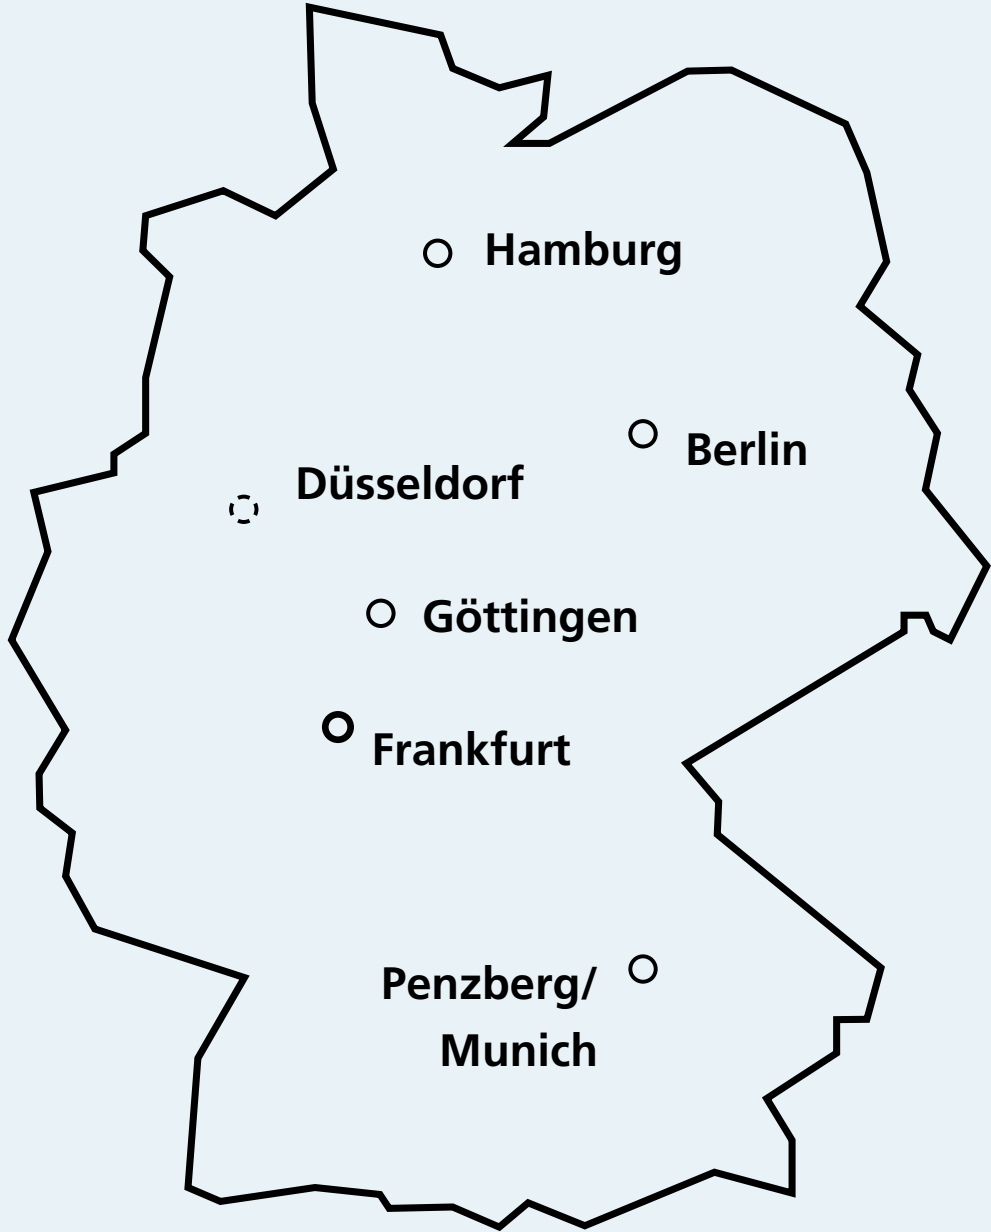 Hamburg
Berlin
Düsseldorf
Göttingen
Frankfurt
Penzberg/
Munich